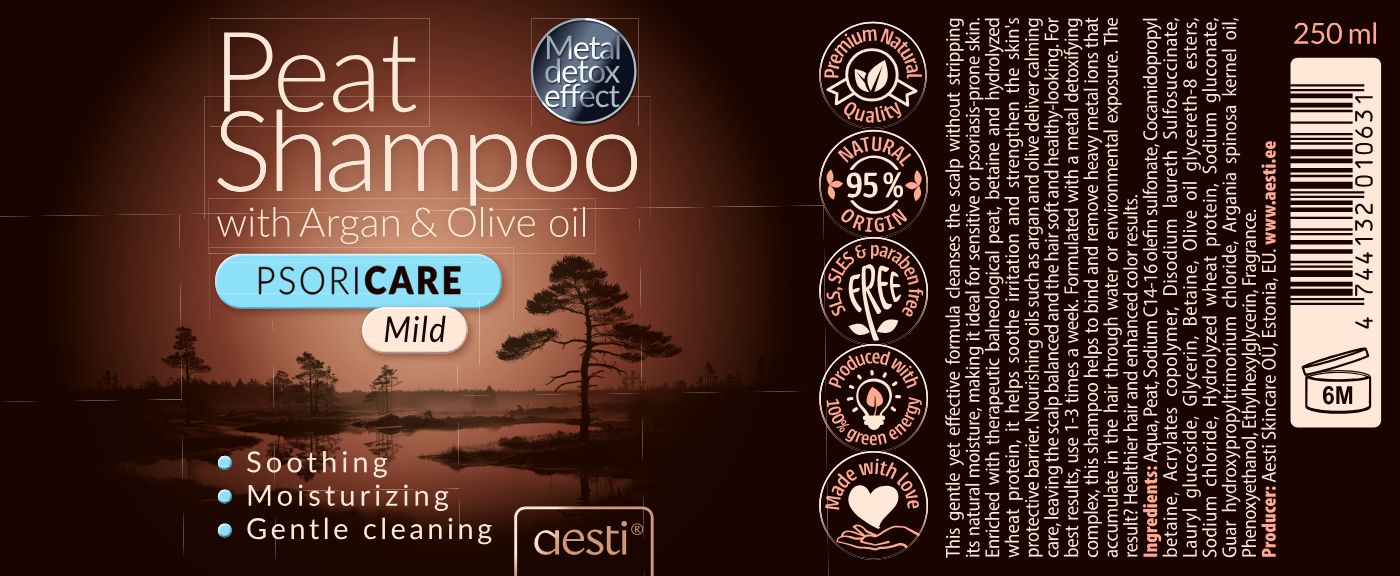 Peat
Shampoo
with Argan & Olive oil
Metal
detox
effect
PSORICARE
Mild
Soothing
Moisturizing
Gentle cleaning
aesti®
Premium Natural
Quality
NATURAL
95%
ORIGIN
SLS, SLES & paraben free
FREE
Produced with
100% green energy
Made with love
This gentle yet effective formula cleanses the scalp without stripping
its natural moisture, making it ideal for sensitive or psoriasis-prone skin.
Enriched with therapeutic balneological peat, betaine and hydrolyzed
wheat protein, it helps soothe irritation and strengthen the skin's
protective barrier. Nourishing oils such as argan and olive deliver calming
care, leaving the scalp balanced and the hair soft and healthy-looking. For
best results, use 1-3 times a week. Formulated with a metal detoxifying
complex, this shampoo helps to bind and remove heavy metal ions that
accumulate in the hair through water or environmental exposure. The
result? Healthier hair and enhanced color results.
Ingredients: Aqua, Peat, Sodium C14-16 olefin sulfonate, Cocamidopropyl
betaine, Acrylates copolymer, Disodium laureth Sulfosuccinate,
Lauryl glucoside, Glycerin, Betaine, Olive oil glycereth-8 esters,
Sodium chloride, Hydrolyzed wheat protein, Sodium gluconate,
Guar hydroxypropyltrimonium chloride, Argania spinosa kernel oil,
Phenoxyethanol, Ethylhexylglycerin, Fragrance.
Producer: Aesti Skincare OÜ, Estonia, EU. www.aesti.ee
250 ml
4 744132 010631
6M